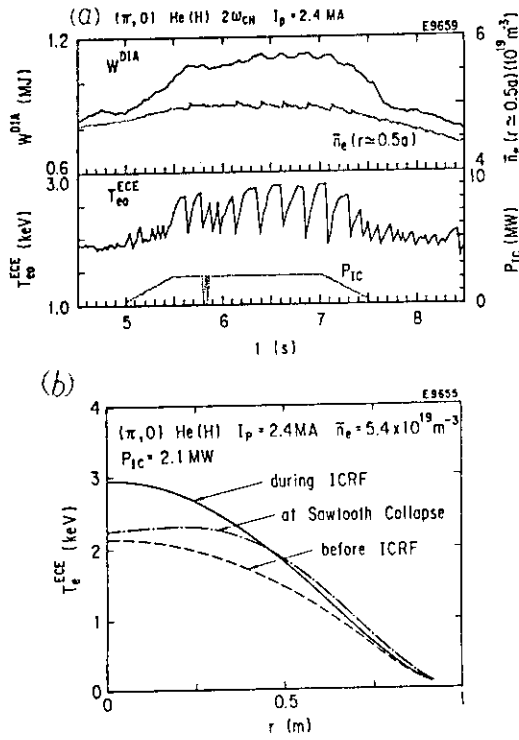 (a) (π,0) He(H) 2ω_CH I_p = 2.4 MA
E9659
1.2
0.6
W^DIA (MJ)
W^DIA
n̄_e (r≃0.5a)
6
5
4
n̄_e (r≃0.5a) (10^19 m^-3)
3.0
1.0
T_eo^ECE (keV)
T_eo^ECE
P_IC
10
0
P_IC (MW)
5 6 7 8
t (s)
(b)
E9655
(π,0) He(H) I_P = 2.4MA n̄_e = 5.4 x 10^19 m^-3
P_IC = 2.1 MW
during ICRF
at Sawtooth Collapse
before ICRF
4
3
2
1
0
T_e^ECE (keV)
0 0.5 1
r (m)